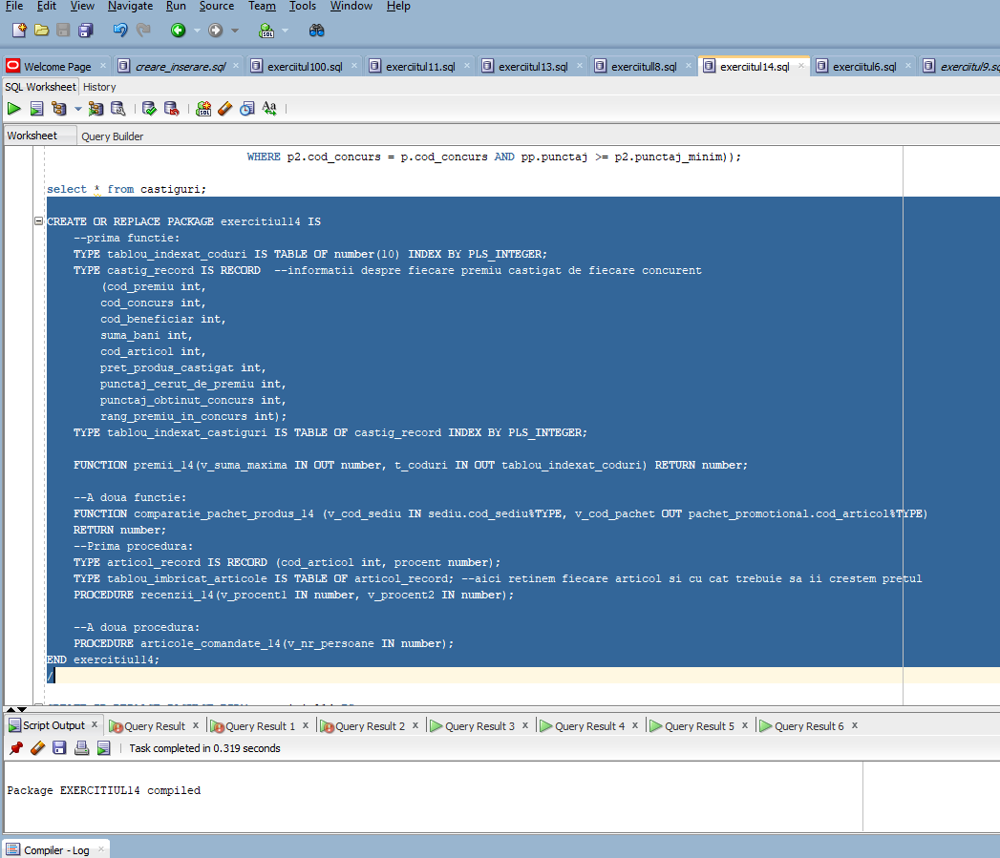 File Edit View Navigate Run Source Team Tools Window Help
Welcome Page creare_inserare.sql exerciitul100.sql exerciitul11.sql exerciitul13.sql exerciitull8.sql exerciitul14.sql exerciitul6.sql
SQL Worksheet History
Worksheet Query Builder
WHERE p2.cod_concurs = p.cod_concurs AND pp.punctaj >= p2.punctaj_minim));
select * from castiguri;
CREATE OR REPLACE PACKAGE exercitiul14 IS
--prima functie:
TYPE tablou_indexat_coduri IS TABLE OF number(10) INDEX BY PLS_INTEGER;
TYPE castig_record IS RECORD --informatii despre fiecare premiu castigat de fiecare concurent
(cod_premiu int,
cod_concurs int,
cod_beneficiar int,
suma_bani int,
cod_articol int,
pret_produs_castigat int,
punctaj_cerut_de_premiu int,
punctaj_obtinut_concurs int,
rang_premiu_in_concurs int);
TYPE tablou_indexat_castiguri IS TABLE OF castig_record INDEX BY PLS_INTEGER;
FUNCTION premii_14(v_suma_maxima IN OUT number, t_coduri IN OUT tablou_indexat_coduri) RETURN number;
--A doua functie:
FUNCTION comparatie_pachet_produs_14 (v_cod_sediu IN sediu.cod_sediu%TYPE, v_cod_pachet OUT pachet_promotional.cod_articol%TYPE)
RETURN number;
--Prima procedura:
TYPE articol_record IS RECORD (cod_articol int, procent number);
TYPE tablou_imbricat_articole IS TABLE OF articol_record; --aici retinem fiecare articol si cu cat trebuie sa ii crestem pretul
PROCEDURE recenzii_14(v_procent1 IN number, v_procent2 IN number);
--A doua procedura:
PROCEDURE articole_comandate_14(v_nr_persoane IN number);
END exercitiul14;
/
Script Output Query Result Query Result 1 Query Result 2 Query Result 3 Query Result 4 Query Result 5 Query Result 6
Task completed in 0.319 seconds
Package EXERCITIUL14 compiled
Compiler - Log